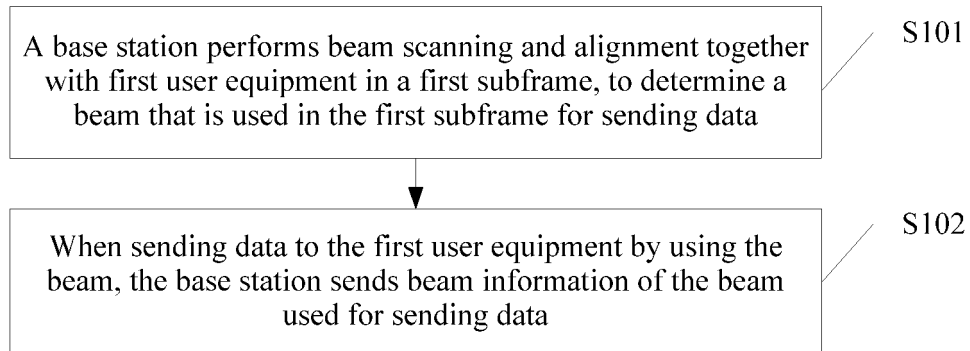 A base station performs beam scanning and alignment together
with first user equipment in a first subframe, to determine a
beam that is used in the first subframe for sending data
S101
When sending data to the first user equipment by using the
beam, the base station sends beam information of the beam
used for sending data
S102